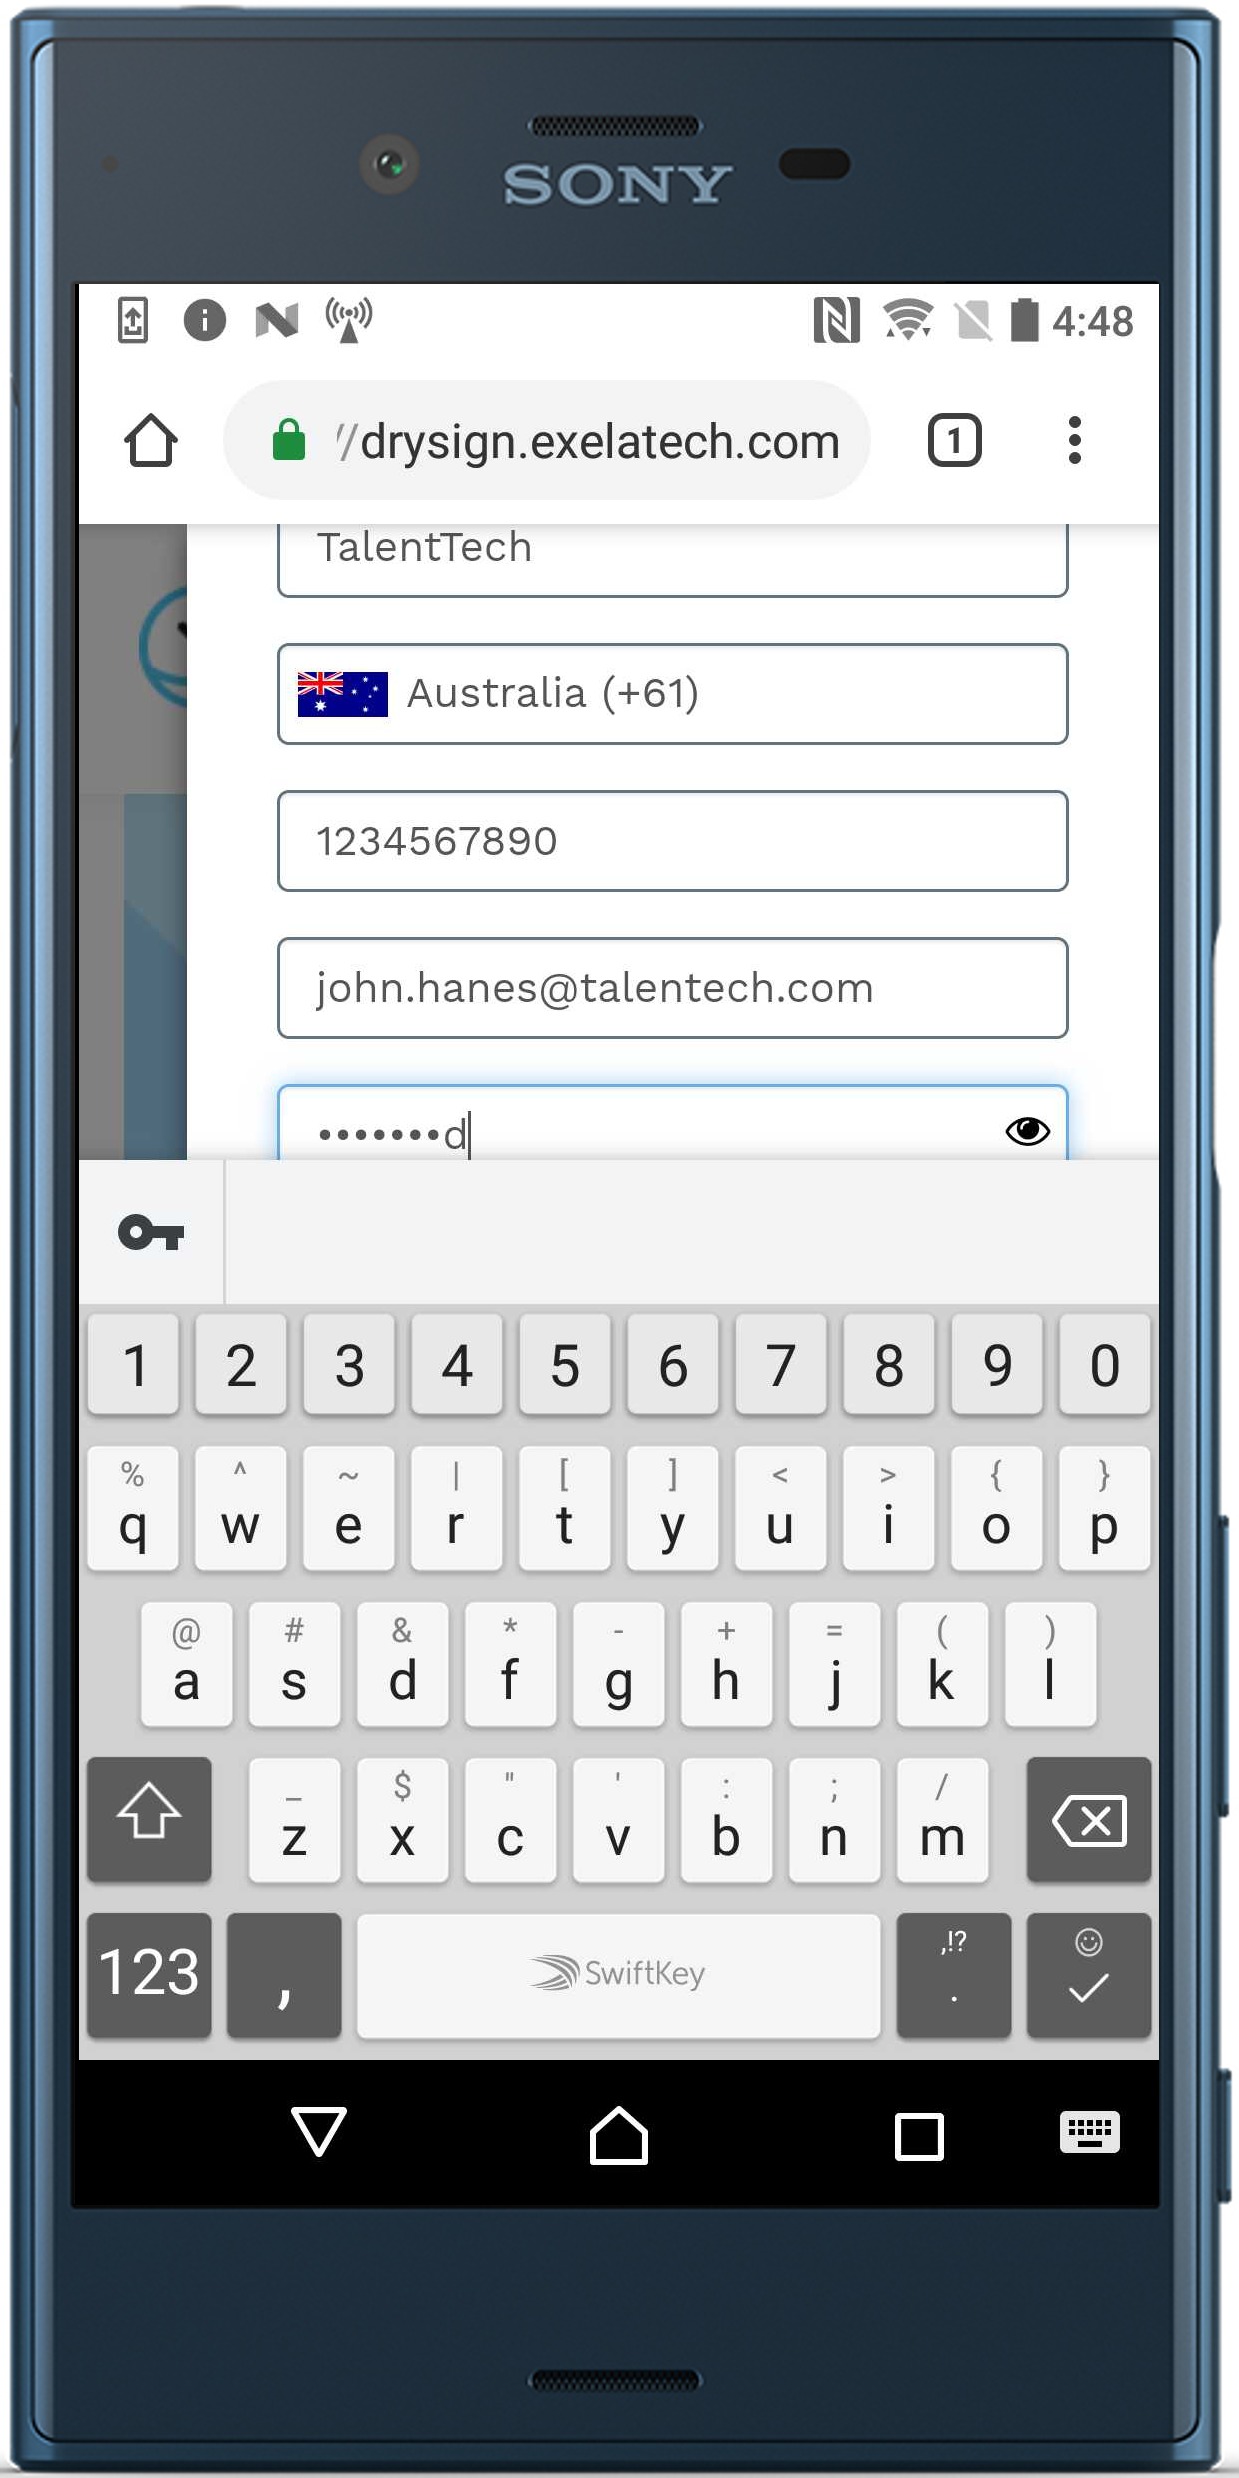 SONY
4:48
//drysign.exelatech.com 1
TalentTech
Australia (+61)
1234567890
john.hanes@talentech.com
•••••••d
1 2 3 4 5 6 7 8 9 0
% ^ ~ | [ ] < > { }
q w e r t y u i o p
@ # & * - + = ( )
a s d f g h j k l
_ $ " ' : ; /
z x c v b n m
,!?
123 , SwiftKey .